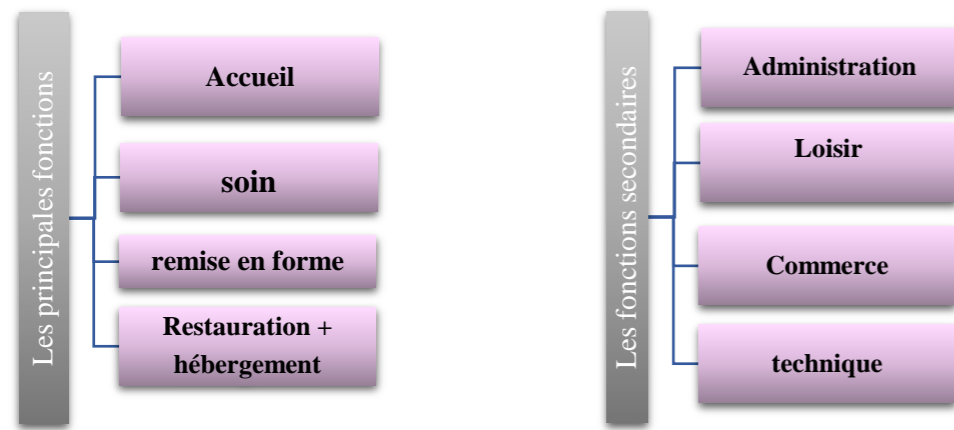 Les principales fonctions
Accueil
soin
remise en forme
Restauration +
hébergement
Les fonctions secondaires
Administration
Loisir
Commerce
technique